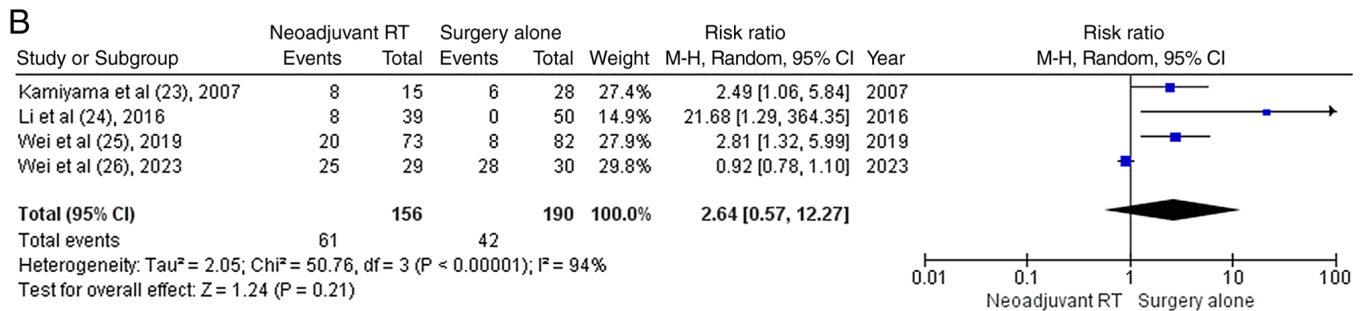 B
Neoadjuvant RT Surgery alone Risk ratio Risk ratio
Study or Subgroup Events Total Events Total Weight M-H, Random, 95% CI Year M-H, Random, 95% CI
Kamiyama et al (23), 2007 8 15 6 28 27.4% 2.49 [1.06, 5.84] 2007
Li et al (24), 2016 8 39 0 50 14.9% 21.68 [1.29, 364.35] 2016
Wei et al (25), 2019 20 73 8 82 27.9% 2.81 [1.32, 5.99] 2019
Wei et al (26), 2023 25 29 28 30 29.8% 0.92 [0.78, 1.10] 2023
Total (95% CI) 156 190 100.0% 2.64 [0.57, 12.27]
Total events 61 42
Heterogeneity: Tau² = 2.05; Chi² = 50.76, df = 3 (P < 0.00001); I² = 94%
Test for overall effect: Z = 1.24 (P = 0.21)
0.01 0.1 1 10 100
Neoadjuvant RT Surgery alone